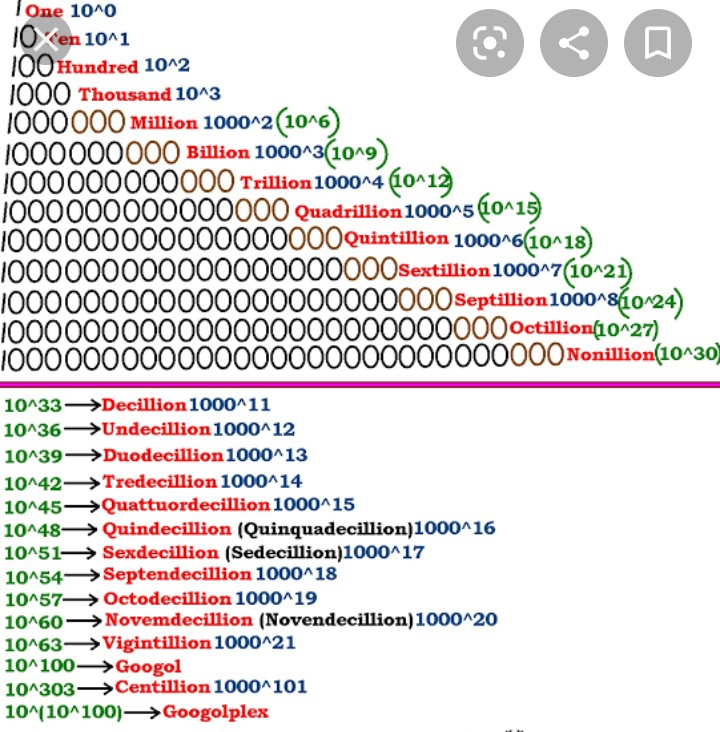 1 One 10^0
10 Ten 10^1
100 Hundred 10^2
1000 Thousand 10^3
1000000 Million 1000^2 (10^6)
1000000000 Billion 1000^3 (10^9)
1000000000000 Trillion 1000^4 (10^12)
1000000000000000 Quadrillion 1000^5 (10^15)
1000000000000000000 Quintillion 1000^6 (10^18)
1000000000000000000000 Sextillion 1000^7 (10^21)
1000000000000000000000000 Septillion 1000^8 (10^24)
1000000000000000000000000000 Octillion (10^27)
1000000000000000000000000000000 Nonillion (10^30)
10^33 → Decillion 1000^11
10^36 → Undecillion 1000^12
10^39 → Duodecillion 1000^13
10^42 → Tredecillion 1000^14
10^45 → Quattuordecillion 1000^15
10^48 → Quindecillion (Quinquadecillion) 1000^16
10^51 → Sexdecillion (Sedecillion) 1000^17
10^54 → Septendecillion 1000^18
10^57 → Octodecillion 1000^19
10^60 → Novemdecillion (Novendecillion) 1000^20
10^63 → Vigintillion 1000^21
10^100 → Googol
10^303 → Centillion 1000^101
10^(10^100) → Googolplex